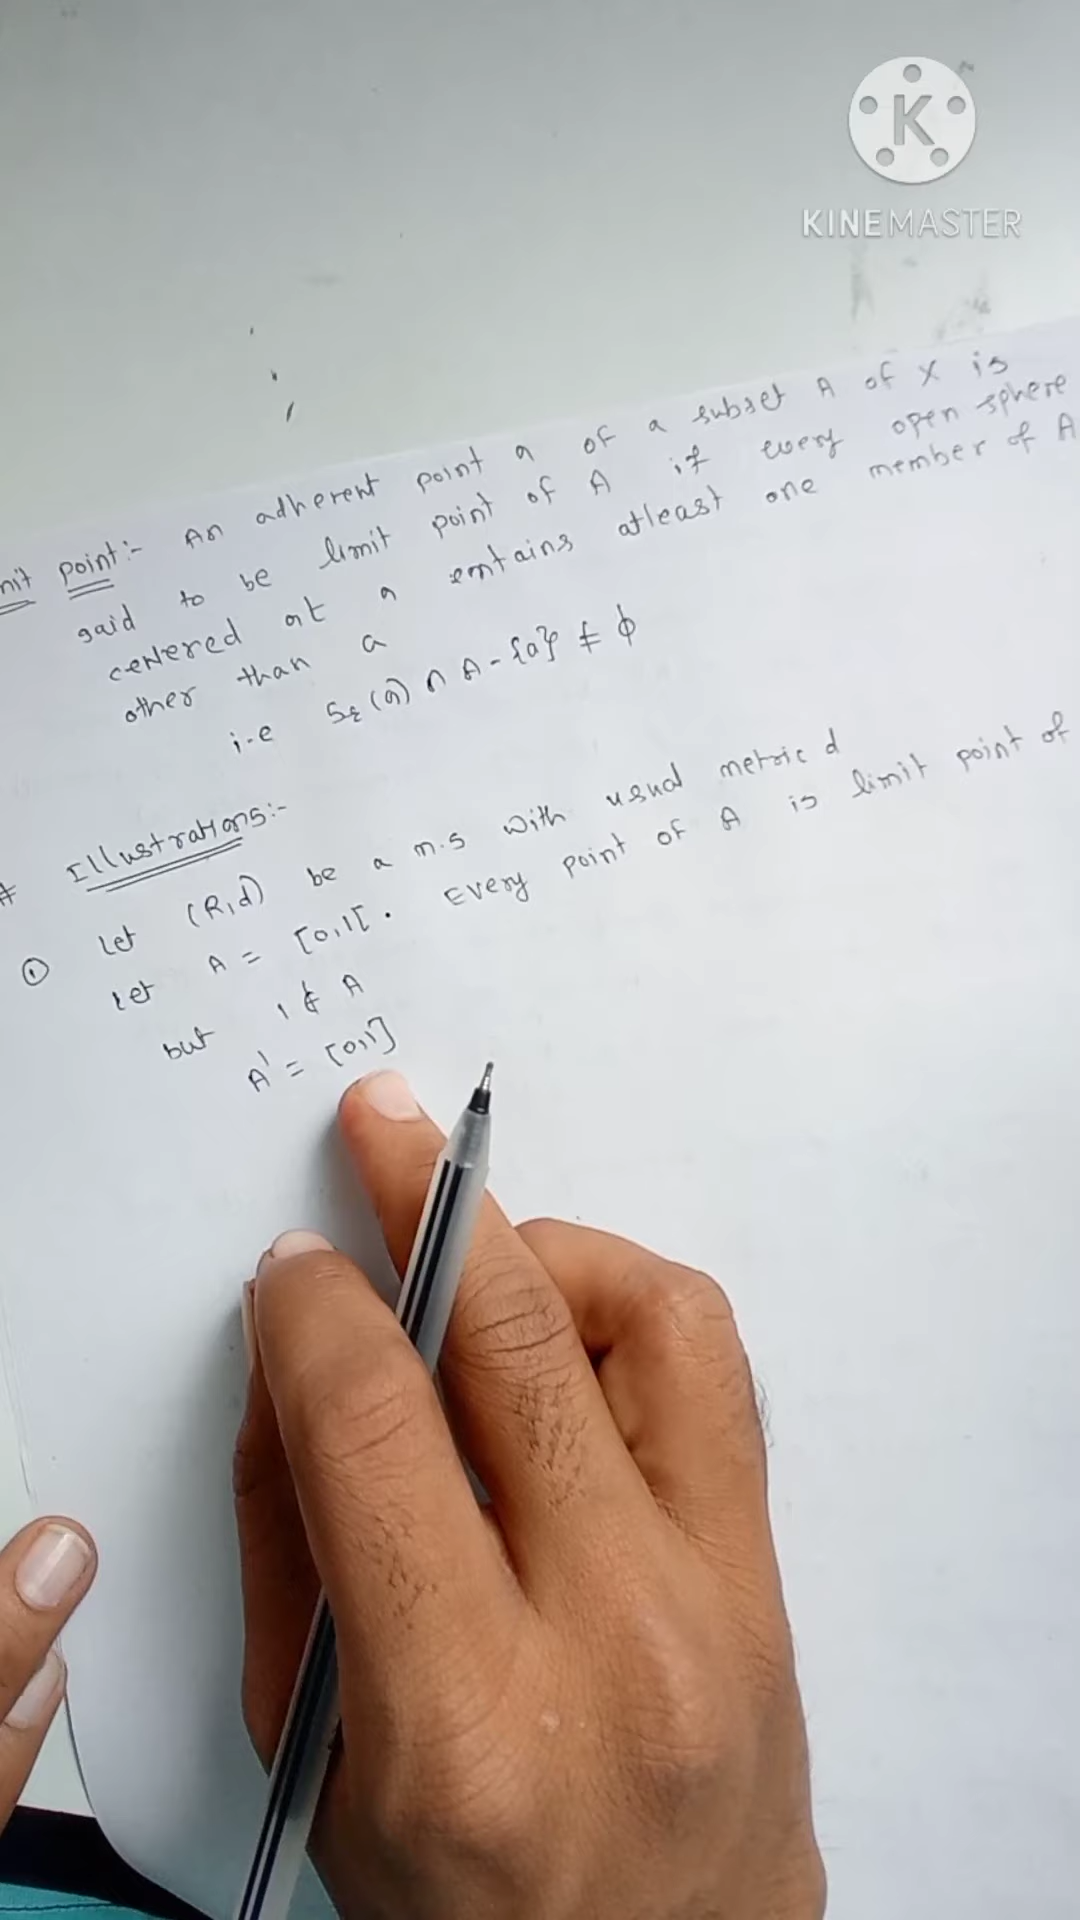 K
KINEMASTER
mit point:- An adherent point a of a subset A of X is
said to be limit point of A if every open sphere
centered at a contains atleast one member of A
other than a
i-e Sε(a) ∩ A - {a} ≠ ϕ
# Illustrations:-
① Let (R,d) be a m.s with usual metric d
let A = [0,1[ . Every point of A is limit point of
but 1 ∉ A
A' = [0,1]